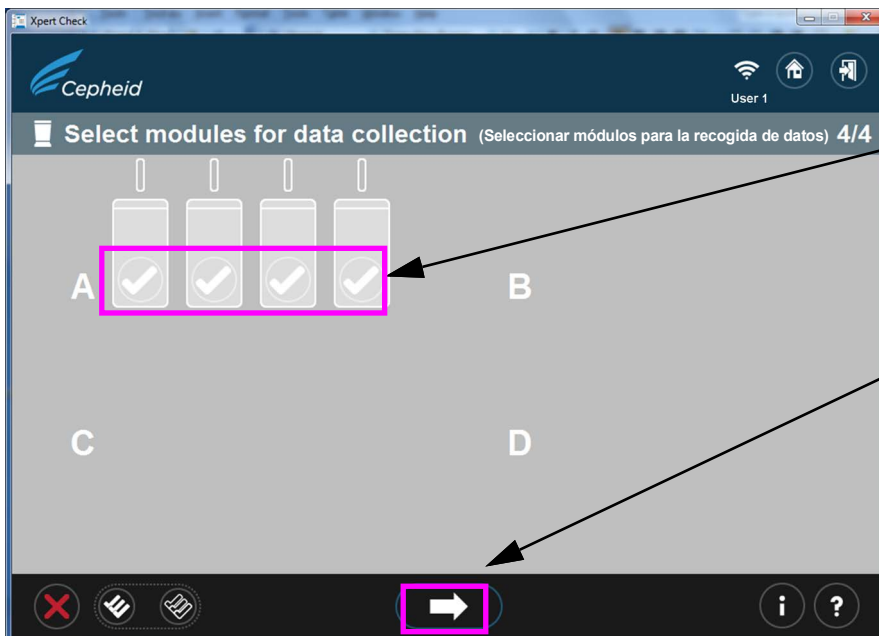 Xpert Check
Cepheid
User 1
Select modules for data collection (Seleccionar módulos para la recogida de datos) 4/4
A
B
C
D
i
?